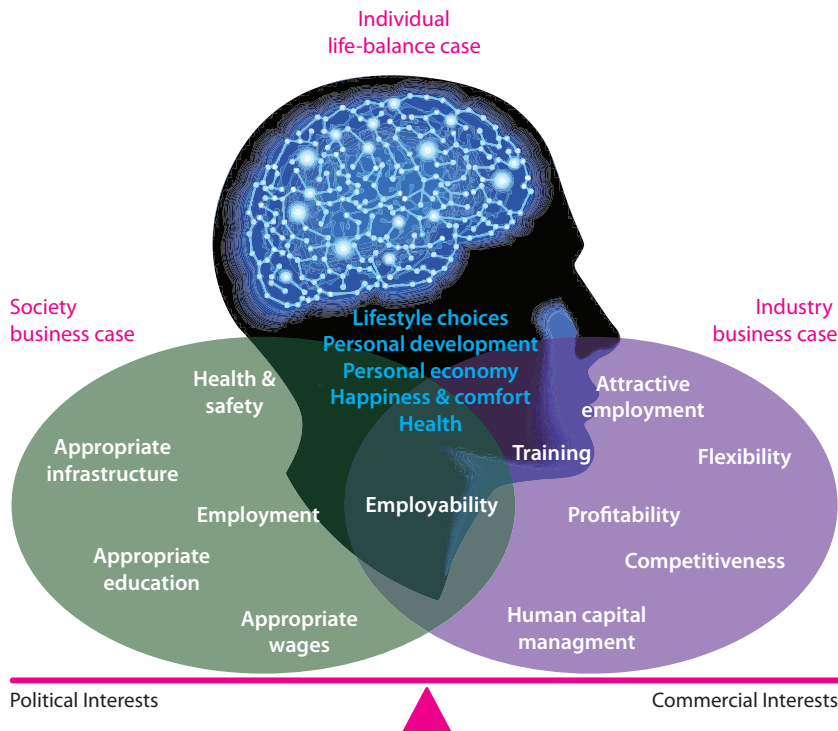 Individual
life-balance case
Society
business case
Industry
business case
Lifestyle choices
Personal development
Personal economy
Happiness & comfort
Health
Health &
safety
Appropriate
infrastructure
Employment
Appropriate
education
Appropriate
wages
Employability
Attractive
employment
Training
Flexibility
Profitability
Competitiveness
Human capital
managment
Political Interests
Commercial Interests